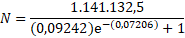 N = 1.141.132,5 / (0,09242)e^−(0,07206) + 1